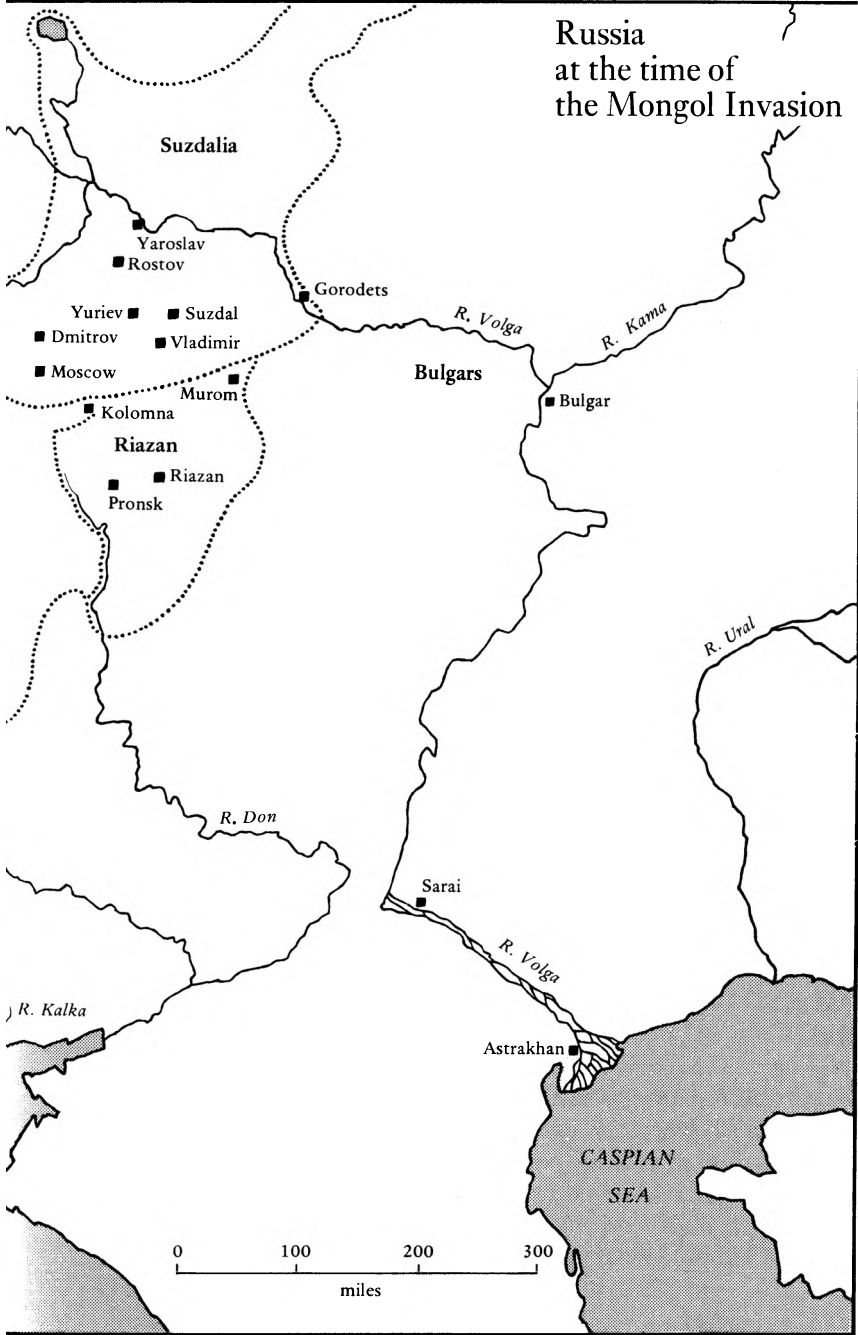 Russia
at the time of
the Mongol Invasion
Suzdalia
Yaroslav
Rostov
Gorodets
Yuriev
Suzdal
R. Volga
R. Kama
Dmitrov
Vladimir
Moscow
Bulgars
Murom
Bulgar
Kolomna
Riazan
Riazan
Pronsk
R. Ural
R. Don
Sarai
R. Volga
R. Kalka
Astrakhan
CASPIAN
SEA
0 100 200 300
miles